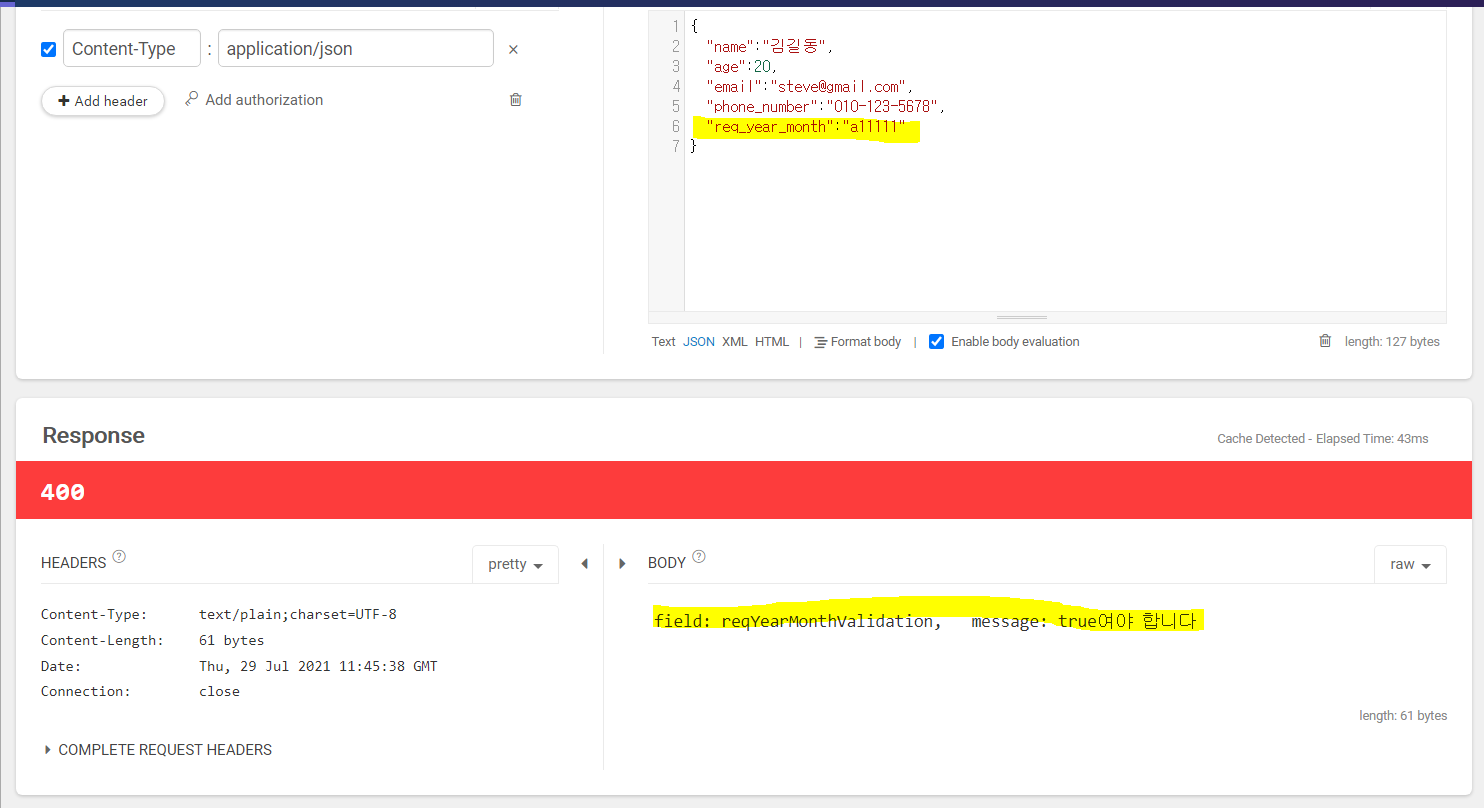 Content-Type : application/json ×
+ Add header Add authorization
1 {
2 "name":"김길동",
3 "age":20,
4 "email":"steve@gmail.com",
5 "phone_number":"010-123-5678",
6 "req_year_month":"a11111"
7 }
Text JSON XML HTML | Format body | Enable body evaluation length: 127 bytes
Response
Cache Detected - Elapsed Time: 43ms
400
HEADERS ? pretty
Content-Type: text/plain;charset=UTF-8
Content-Length: 61 bytes
Date: Thu, 29 Jul 2021 11:45:38 GMT
Connection: close
COMPLETE REQUEST HEADERS
BODY ? raw
field: reqYearMonthValidation, message: true여야 합니다
length: 61 bytes